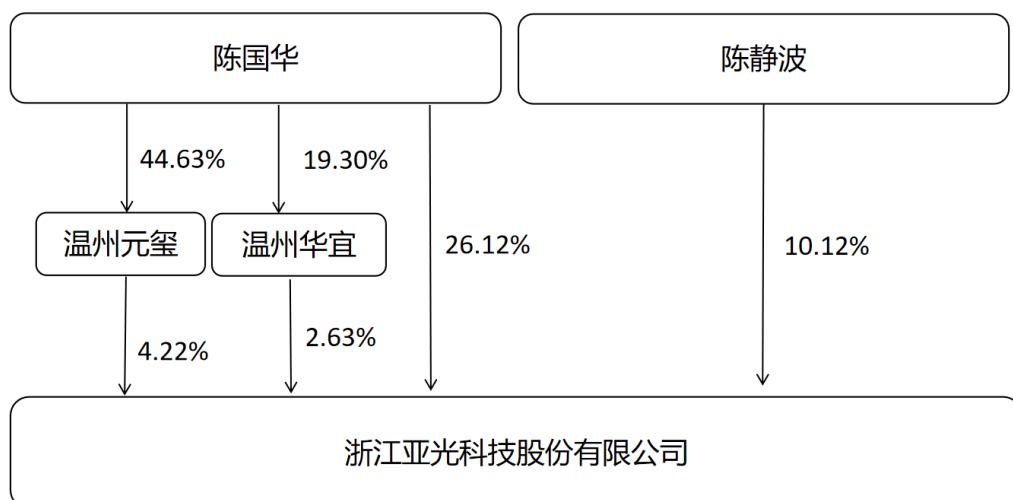 陈国华
陈静波
44.63%
19.30%
温州元玺
温州华宜
26.12%
10.12%
4.22%
2.63%
浙江亚光科技股份有限公司